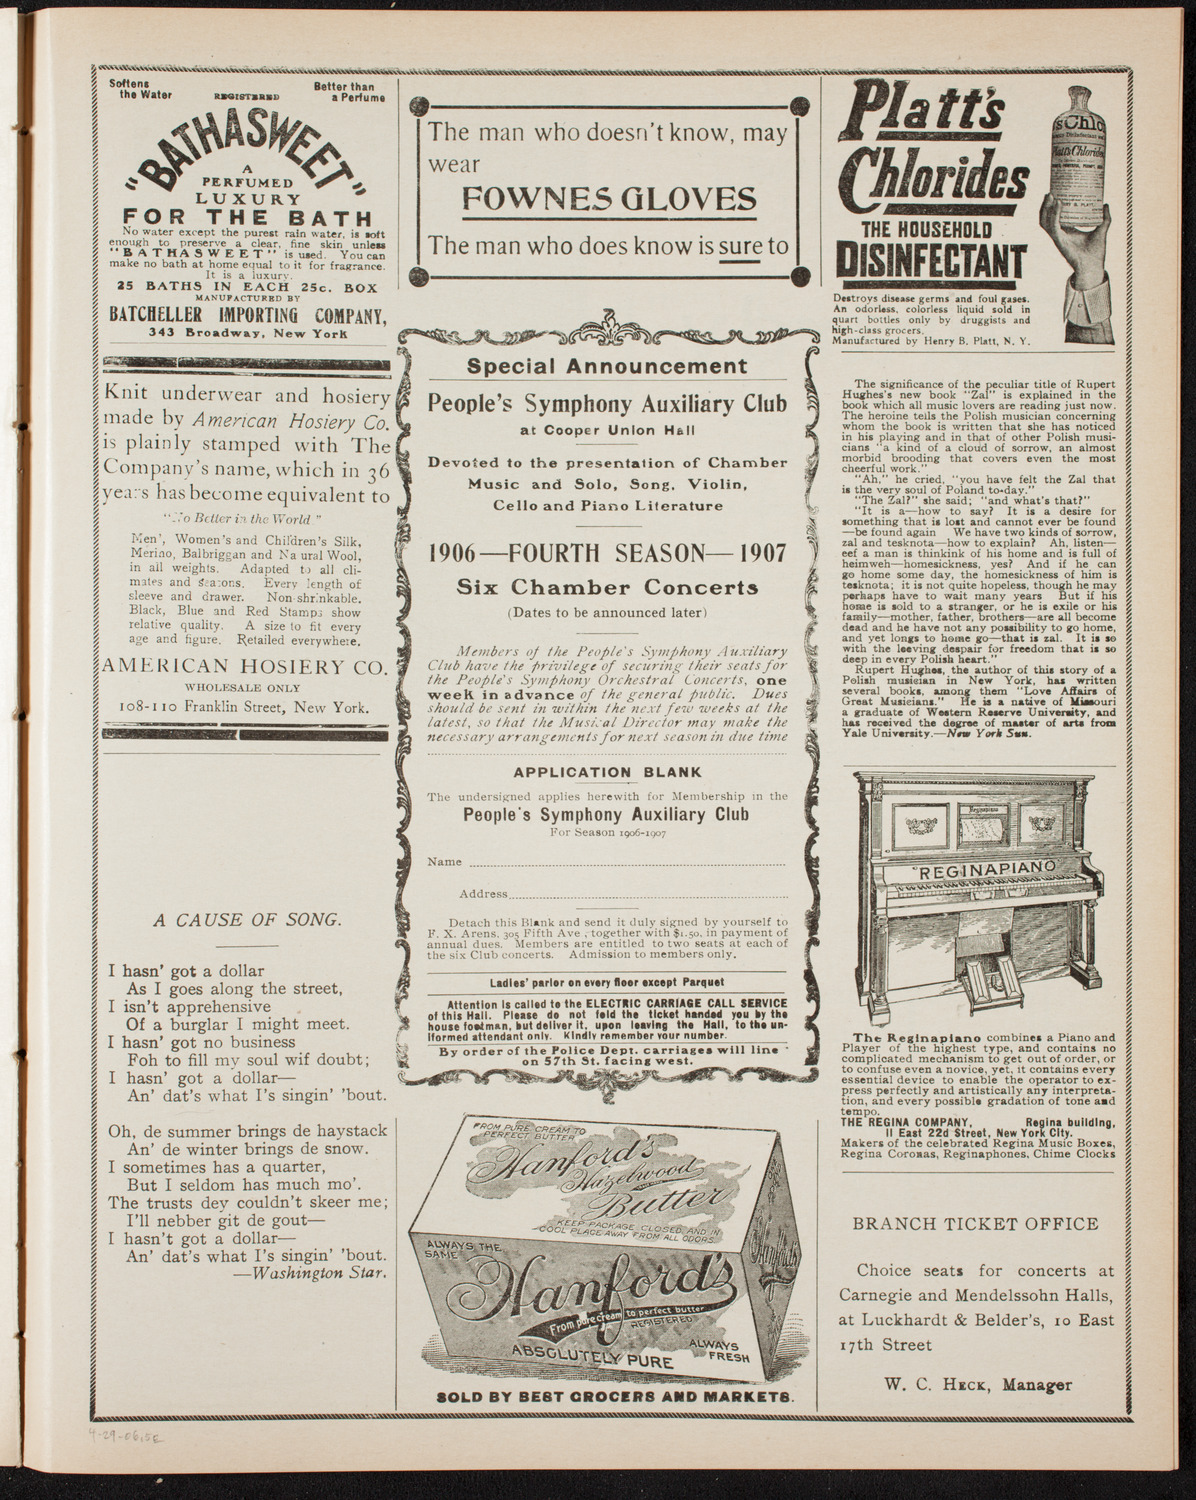 Softens
the Water
REGISTERED
Better than
a Perfume
"BATHASWEET"
A
PERFUMED
LUXURY
FOR THE BATH
No water except the purest rain water, is soft
enough to preserve a clear, fine skin unless
"BATHASWEET" is used. You can
make no bath at home equal to it for fragrance.
It is a luxury.
25 BATHS IN EACH 25c. BOX
MANUFACTURED BY
BATCHELLER IMPORTING COMPANY,
343 Broadway, New York
Knit underwear and hosiery
made by American Hosiery Co.
is plainly stamped with The
Company's name, which in 36
years has become equivalent to
"No Better in the World"
Men', Women's and Children's Silk,
Merino, Balbriggan and Na ural Wool,
in all weights. Adapted to all cli-
mates and Seasons. Every length of
sleeve and drawer. Non-shrinkable.
Black, Blue and Red Stamps show
relative quality. A size to fit every
age and figure. Retailed everywhere.
AMERICAN HOSIERY CO.
WHOLESALE ONLY
108-110 Franklin Street, New York.
A CAUSE OF SONG.
I hasn' got a dollar
As I goes along the street,
I isn't apprehensive
Of a burglar I might meet.
I hasn' got no business
Foh to fill my soul wif doubt;
I hasn' got a dollar—
An' dat's what I's singin' 'bout.
Oh, de summer brings de haystack
An' de winter brings de snow.
I sometimes has a quarter,
But I seldom has much mo'.
The trusts dey couldn't skeer me;
I'll nebber git de gout—
I hasn't got a dollar—
An' dat's what I's singin' 'bout.
—Washington Star.
The man who doesn't know, may
wear
FOWNES GLOVES
The man who does know is sure to
Special Announcement
People's Symphony Auxiliary Club
at Cooper Union Hall
Devoted to the presentation of Chamber
Music and Solo, Song, Violin,
Cello and Piano Literature
1906—FOURTH SEASON—1907
Six Chamber Concerts
(Dates to be announced later)
Members of the People's Symphony Auxiliary
Club have the privilege of securing their seats for
the People's Symphony Orchestral Concerts, one
week in advance of the general public. Dues
should be sent in within the next few weeks at the
latest, so that the Musical Director may make the
necessary arrangements for next season in due time
APPLICATION BLANK
The undersigned applies herewith for Membership in the
People's Symphony Auxiliary Club
For Season 1906-1907
Name
Address
Detach this Blank and send it duly signed by yourself to
F. X. Arens, 305 Fifth Ave, together with $1.50, in payment of
annual dues. Members are entitled to two seats at each of
the six Club concerts. Admission to members only.
Ladies' parlor on every floor except Parquet
Attention is called to the ELECTRIC CARRIAGE CALL SERVICE
of this Hall. Please do not fold the ticket handed you by the
house footman, but deliver it, upon leaving the Hall, to the un-
iformed attendant only. Kindly remember your number.
By order of the Police Dept. carriages will line
on 57th St. facing west.
FROM PURE CREAM TO
PERFECT BUTTER
Hanford's
Hazelwood
Butter
KEEP PACKAGE CLOSED AND IN
COOL PLACE AWAY FROM ALL ODORS
ALWAYS THE
SAME
Hanford's
From pure cream to perfect butter
REGISTERED
ABSOLUTELY PURE
ALWAYS
FRESH
Hanford's
SOLD BY BEST GROCERS AND MARKETS.
Platt's
Chlorides
THE HOUSEHOLD
DISINFECTANT
Platt's Chlorides
Destroys disease germs and foul gases.
An odorless, colorless liquid sold in
quart bottles only by druggists and
high-class grocers.
Manufactured by Henry B. Platt, N. Y.
The significance of the peculiar title of Rupert
Hughes's new book "Zal" is explained in the
book which all music lovers are reading just now.
The heroine tells the Polish musician concerning
whom the book is written that she has noticed
in his playing and in that of other Polish musi-
cians "a kind of a cloud of sorrow, an almost
morbid brooding that covers even the most
cheerful work."
"Ah," he cried, "you have felt the Zal that
is the very soul of Poland to-day."
"The Zal?" she said; "and what's that?"
"It is a—how to say? It is a desire for
something that is lost and cannot ever be found
—be found again We have two kinds of sorrow,
zal and tesknota—how to explain? Ah, listen—
eef a man is thinkink of his home and is full of
heimweh—homesickness, yes? And if he can
go home some day, the homesickness of him is
tesknota; it is not quite hopeless, though he may
perhaps have to wait many years But if his
home is sold to a stranger, or he is exile or his
family—mother, father, brothers—are all become
dead and he have not any possibility to go home,
and yet longs to home go—that is zal. It is so
with the leeving despair for freedom that is so
deep in every Polish heart."
Rupert Hughes, the author of this story of a
Polish musician in New York, has written
several books, among them "Love Affairs of
Great Musicians." He is a native of Missouri
a graduate of Western Reserve University, and
has received the degree of master of arts from
Yale University.—New York Sun.
Reginapiano
"REGINAPIANO"
The Reginapiano combines a Piano and
Player of the highest type, and contains no
complicated mechanism to get out of order, or
to confuse even a novice, yet, it contains every
essential device to enable the operator to ex-
press perfectly and artistically any interpreta-
tion, and every possible gradation of tone and
tempo.
THE REGINA COMPANY, Regina building,
11 East 22d Street, New York City.
Makers of the celebrated Regina Music Boxes,
Regina Coronas, Reginaphones, Chime Clocks
BRANCH TICKET OFFICE
Choice seats for concerts at
Carnegie and Mendelssohn Halls,
at Luckhardt & Belder's, 10 East
17th Street
W. C. HECK, Manager
4-29-06,5E